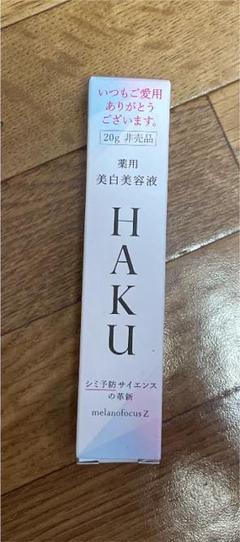 いつもご愛用
ありがとう
ございます。
20g 非売品
薬用
美白美容液
HAKU
シミ予防サイエンス
の革新
melanofocus Z